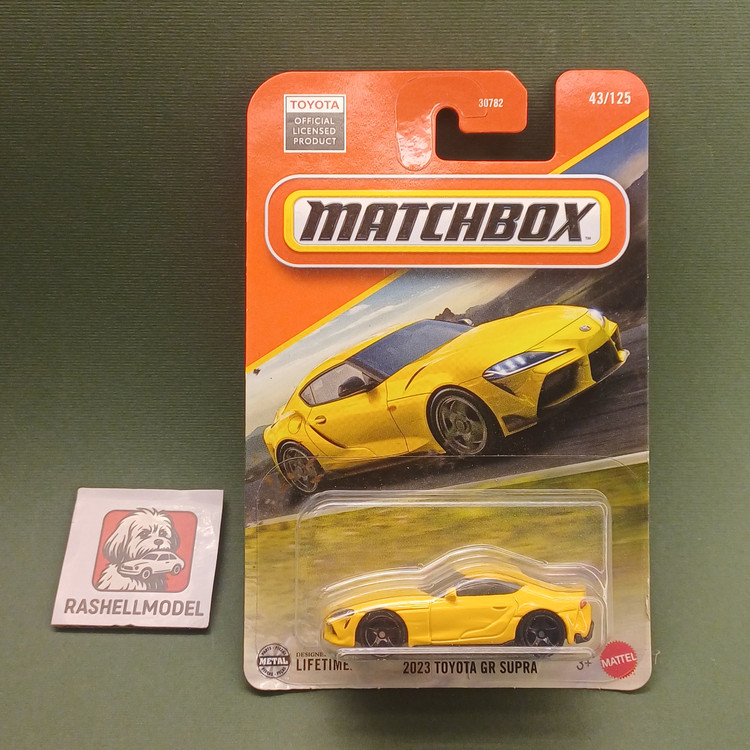 TOYOTA
OFFICIAL
LICENSED
PRODUCT
30782
43/125
MATCHBOX
RASHELLMODEL
METAL
LIFETIME
2023 TOYOTA GR SUPRA
3+
MATTEL